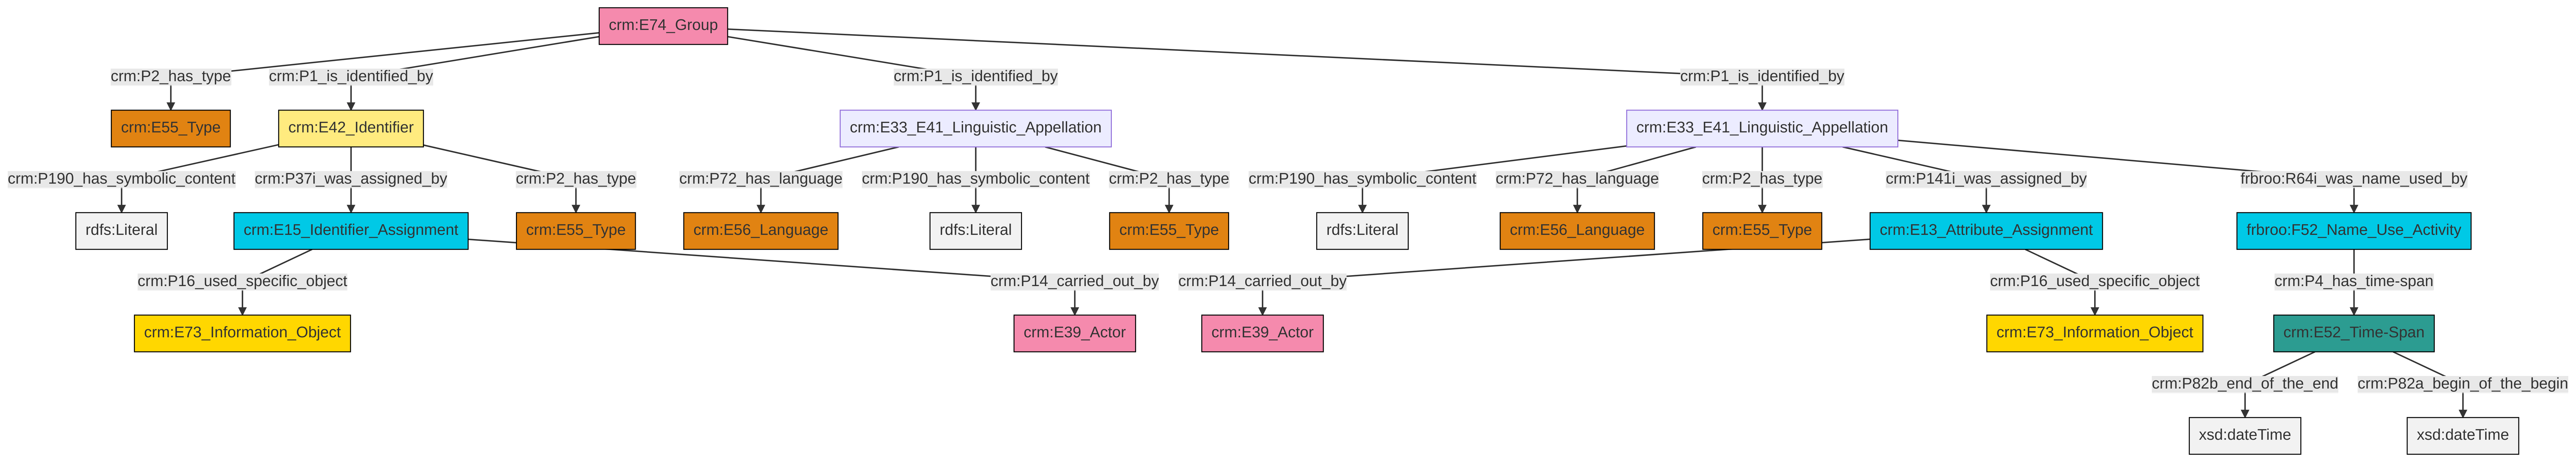 crm:E74_Group
crm:P2_has_type
crm:P1_is_identified_by
crm:P1_is_identified_by
crm:P1_is_identified_by
crm:E55_Type
crm:E42_Identifier
crm:E33_E41_Linguistic_Appellation
crm:E33_E41_Linguistic_Appellation
crm:P190_has_symbolic_content
crm:P37i_was_assigned_by
crm:P2_has_type
crm:P72_has_language
crm:P190_has_symbolic_content
crm:P2_has_type
crm:P190_has_symbolic_content
crm:P72_has_language
crm:P2_has_type
crm:P141i_was_assigned_by
frbroo:R64i_was_name_used_by
rdfs:Literal
crm:E15_Identifier_Assignment
crm:E55_Type
crm:E56_Language
rdfs:Literal
crm:E55_Type
rdfs:Literal
crm:E56_Language
crm:E55_Type
crm:E13_Attribute_Assignment
frbroo:F52_Name_Use_Activity
crm:P16_used_specific_object
crm:P14_carried_out_by
crm:P14_carried_out_by
crm:P16_used_specific_object
crm:P4_has_time-span
crm:E73_Information_Object
crm:E39_Actor
crm:E39_Actor
crm:E73_Information_Object
crm:E52_Time-Span
crm:P82b_end_of_the_end
crm:P82a_begin_of_the_begin
xsd:dateTime
xsd:dateTime